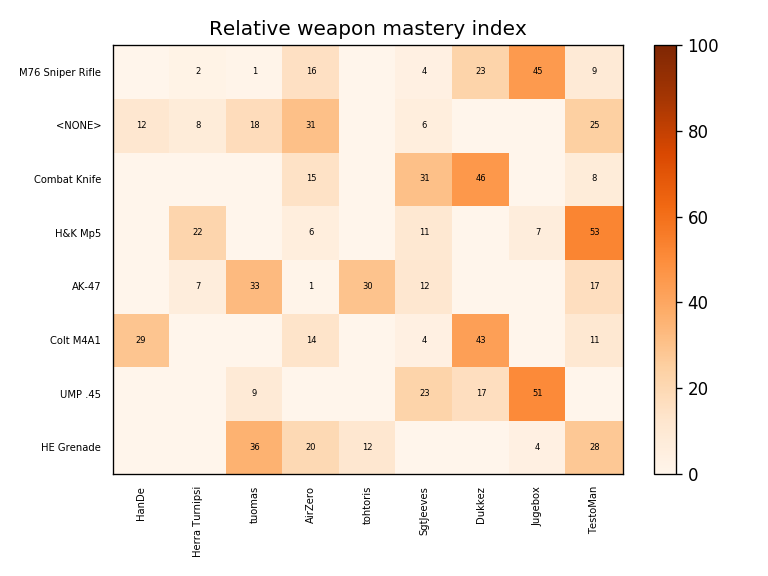 Relative weapon mastery index
M76 Sniper Rifle 2 1 16 4 23 45 9
<NONE> 12 8 18 31 6 25
Combat Knife 15 31 46 8
H&K Mp5 22 6 11 7 53
AK-47 7 33 1 30 12 17
Colt M4A1 29 14 4 43 11
UMP .45 9 23 17 51
HE Grenade 36 20 12 4 28
HanDe
Herra Turnipsi
tuomas
AirZero
tohtoris
SgtJeeves
Dukkez
Jugebox
TestoMan
100
80
60
40
20
0